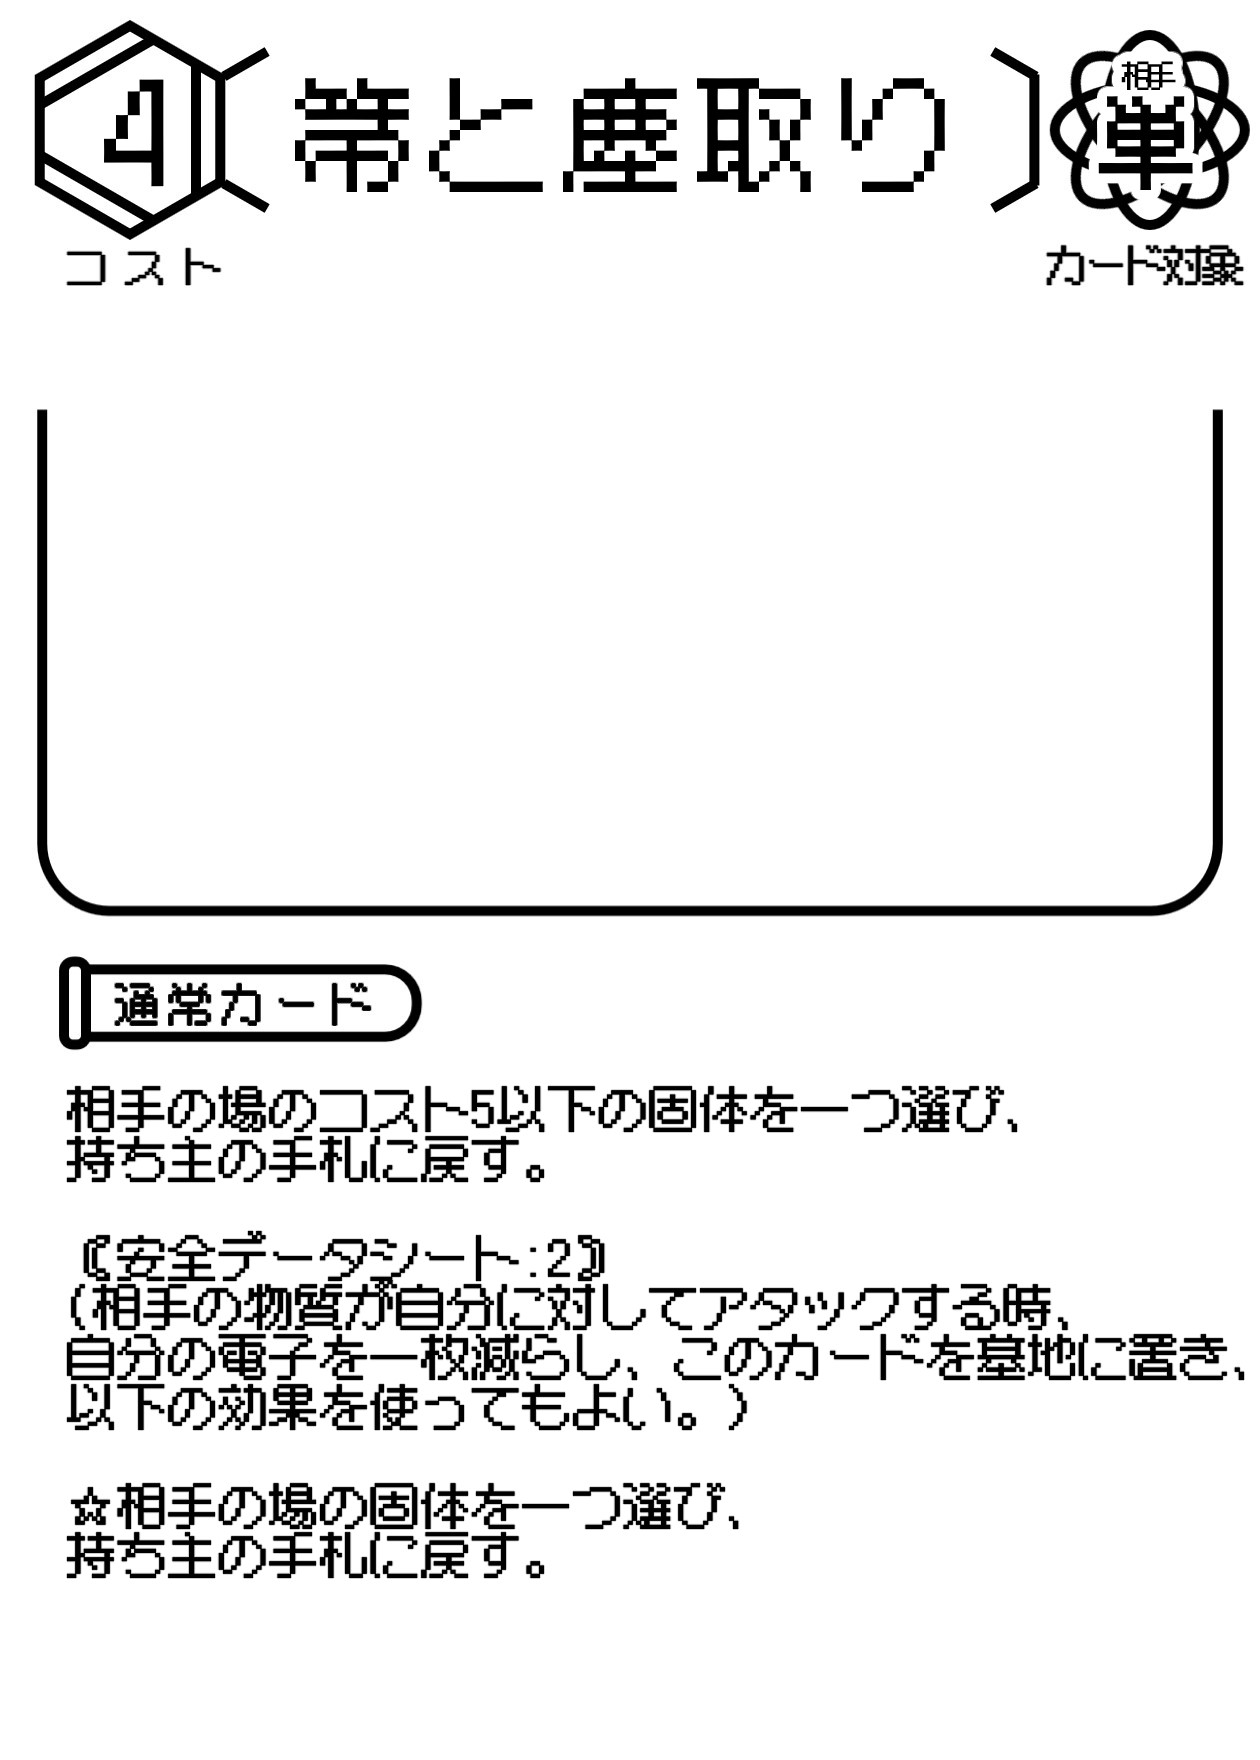 4
箒と塵取り
相手
単
コスト
カード対象
通常カード
相手の場のコスト5以下の固体を一つ選び、
持ち主の手札に戻す。
〘安全データシート:2〙
(相手の物質が自分に対してアタックする時、
自分の電子を一枚減らし、このカードを墓地に置き、
以下の効果を使ってもよい。)
☆相手の場の固体を一つ選び、
持ち主の手札に戻す。